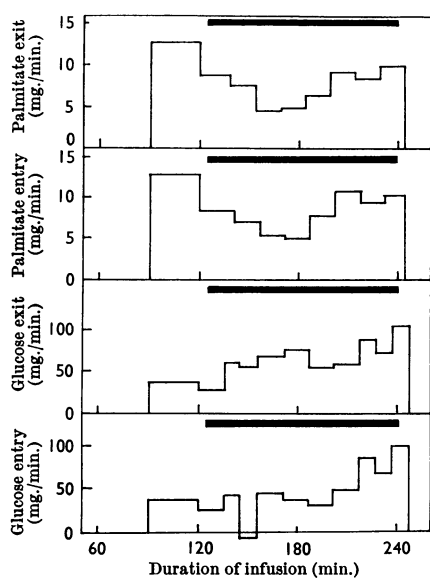 Palmitate exit
(mg./min.)
15
10
5
0
Palmitate entry
(mg./min.)
15
10
5
0
Glucose exit
(mg./min.)
100
50
0
Glucose entry
(mg./min.)
100
50
0
60
120
180
240
Duration of infusion (min.)